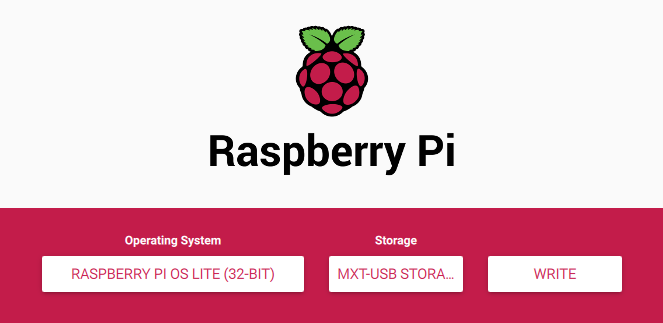 Raspberry Pi
Operating System
Storage
RASPBERRY PI OS LITE (32-BIT)
MXT-USB STORA...
WRITE